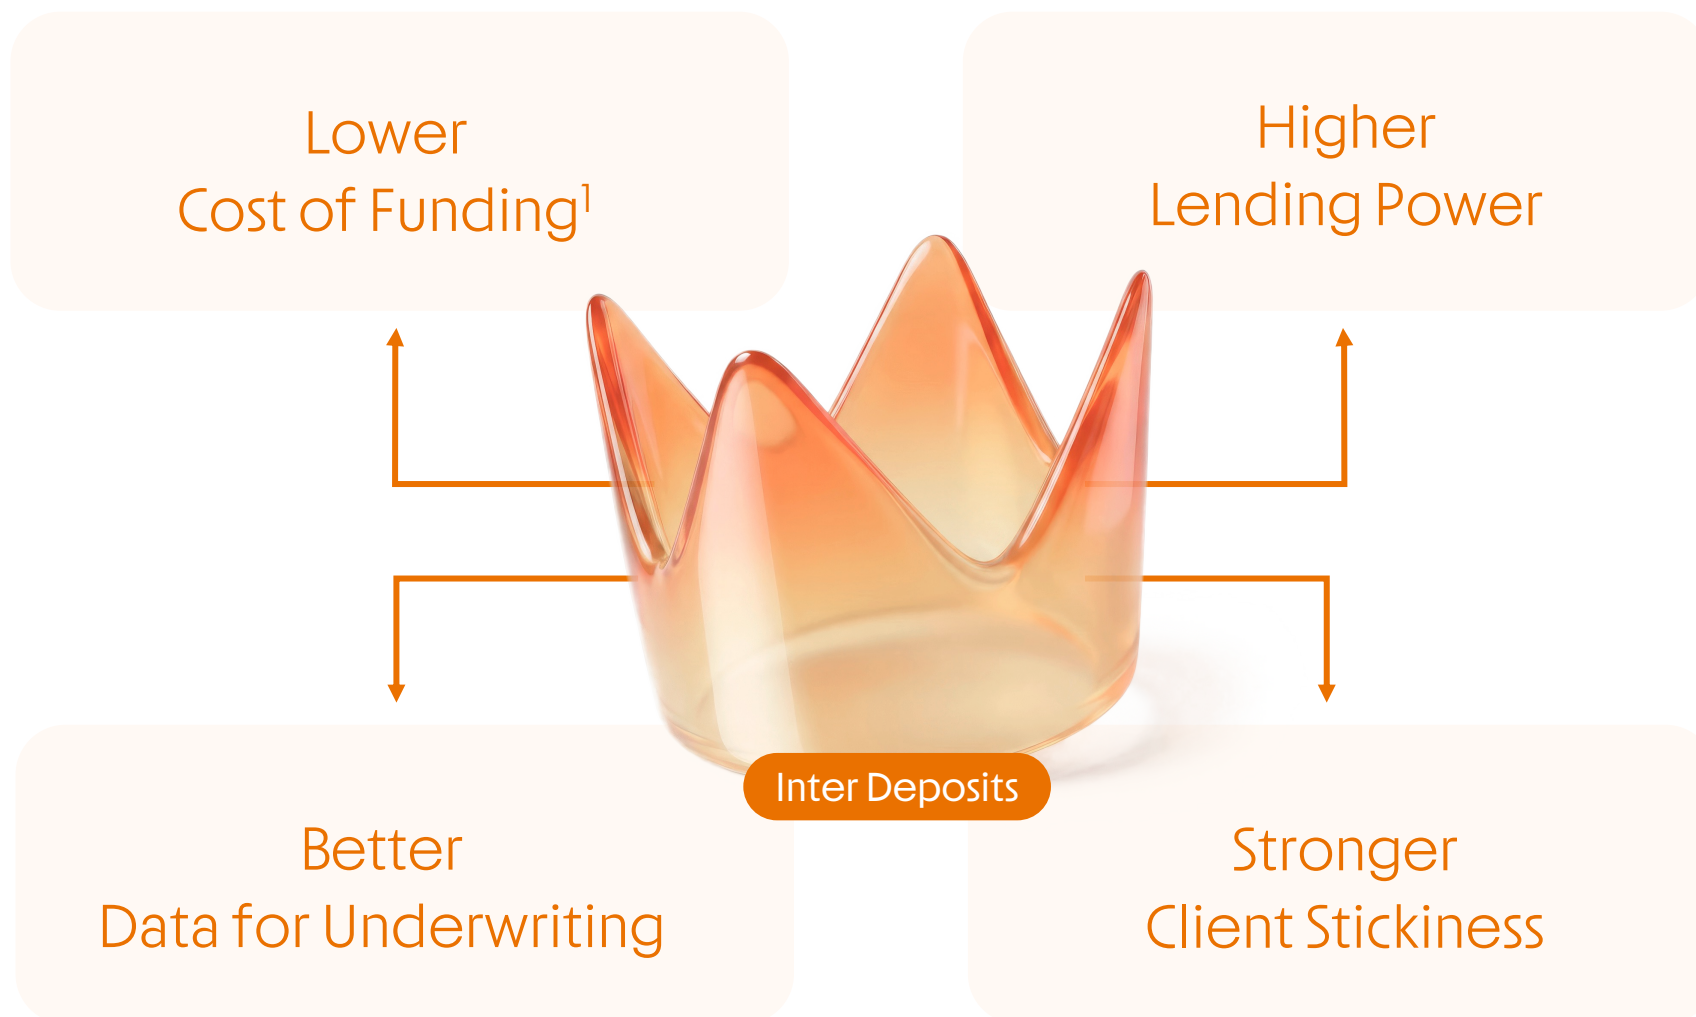 Lower
Cost of Funding¹
Higher
Lending Power
Inter Deposits
Better
Data for Underwriting
Stronger
Client Stickiness